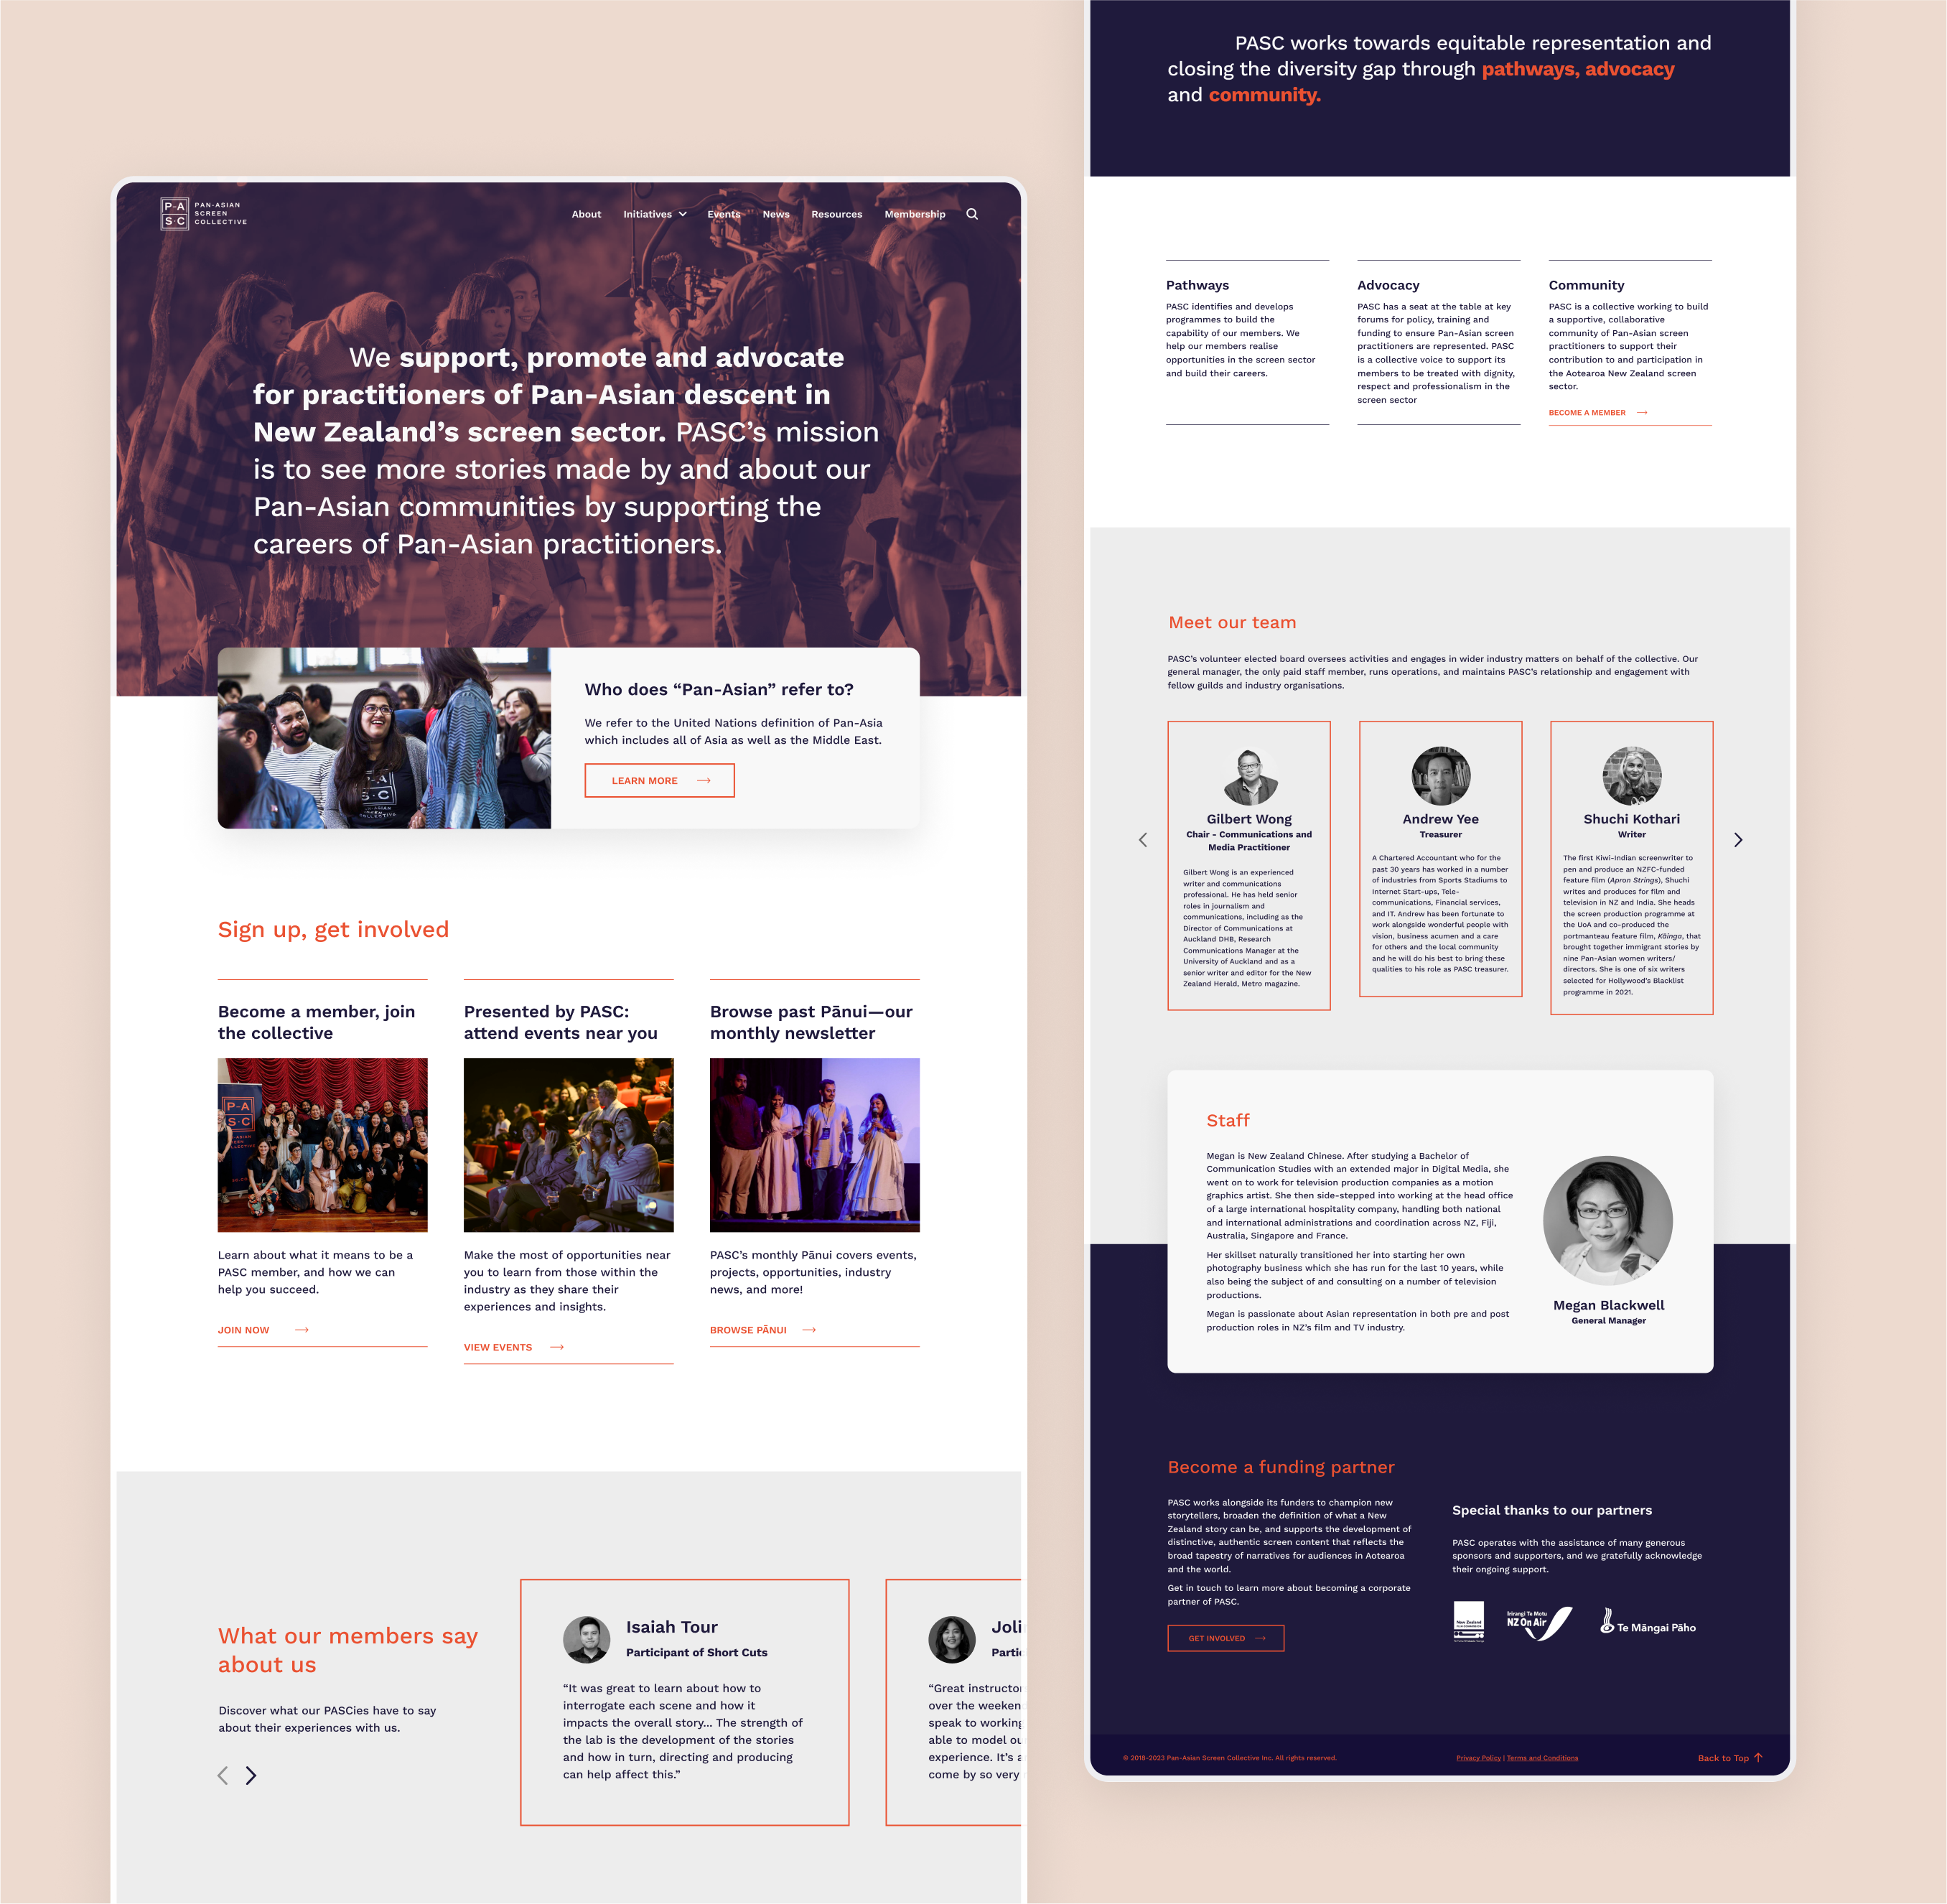 P-A
S·C
PAN-ASIAN
SCREEN
COLLECTIVE
About
Initiatives
Events
News
Resources
Membership
We support, promote and advocate
for practitioners of Pan-Asian descent in
New Zealand’s screen sector. PASC’s mission
is to see more stories made by and about our
Pan-Asian communities by supporting the
careers of Pan-Asian practitioners.
Who does “Pan-Asian” refer to?
We refer to the United Nations definition of Pan-Asia
which includes all of Asia as well as the Middle East.
LEARN MORE
Sign up, get involved
Become a member, join
the collective
P-A
S·C
Learn about what it means to be a
PASC member, and how we can
help you succeed.
JOIN NOW
Presented by PASC:
attend events near you
Make the most of opportunities near
you to learn from those within the
industry as they share their
experiences and insights.
VIEW EVENTS
Browse past Pānui—our
monthly newsletter
PASC’s monthly Pānui covers events,
projects, opportunities, industry
news, and more!
BROWSE PĀNUI
What our members say
about us
Discover what our PASCies have to say
about their experiences with us.
Isaiah Tour
Participant of Short Cuts
“It was great to learn about how to
interrogate each scene and how it
impacts the overall story... The strength of
the lab is the development of the stories
and how in turn, directing and producing
can help affect this.”
“Great
over the
speak to working
able to model
experience. It’s
come by so very
PASC works towards equitable representation and
closing the diversity gap through pathways, advocacy
and community.
Pathways
PASC identifies and develops
programmes to build the
capability of our members. We
help our members realise
opportunities in the screen sector
and build their careers.
Advocacy
PASC has a seat at the table at key
forums for policy, training and
funding to ensure Pan-Asian screen
practitioners are represented. PASC
is a collective voice to support its
members to be treated with dignity,
respect and professionalism in the
screen sector
Community
PASC is a collective working to build
a supportive, collaborative
community of Pan-Asian screen
practitioners to support their
contribution to and participation in
the Aotearoa New Zealand screen
sector.
BECOME A MEMBER
Meet our team
PASC’s volunteer elected board oversees activities and engages in wider industry matters on behalf of the collective. Our
general manager, the only paid staff member, runs operations, and maintains PASC’s relationship and engagement with
fellow guilds and industry organisations.
Gilbert Wong
Chair - Communications and
Media Practitioner
Gilbert Wong is an experienced
writer and communications
professional. He has held senior
roles in journalism and
communications, including as the
Director of Communications at
Auckland DHB, Research
Communications Manager at the
University of Auckland and as a
senior writer and editor for the New
Zealand Herald, Metro magazine.
Andrew Yee
Treasurer
A Chartered Accountant who for the
past 30 years has worked in a number
of industries from Sports Stadiums to
Internet Start-ups, Tele-
communications, Financial services,
and IT. Andrew has been fortunate to
work alongside wonderful people with
vision, business acumen and a care
for others and the local community
and he will do his best to bring these
qualities to his role as PASC treasurer.
Shuchi Kothari
Writer
The first Kiwi-Indian screenwriter to
pen and produce an NZFC-funded
feature film (Apron Strings), Shuchi
writes and produces for film and
television in NZ and India. She heads
the screen production programme at
the UoA and co-produced the
portmanteau feature film, Kāinga, that
brought together immigrant stories by
nine Pan-Asian women writers/
directors. She is one of six writers
selected for Hollywood’s Blacklist
programme in 2021.
Staff
Megan is New Zealand Chinese. After studying a Bachelor of
Communication Studies with an extended major in Digital Media, she
went on to work for television production companies as a motion
graphics artist. She then side-stepped into working at the head office
of a large international hospitality company, handling both national
and international administrations and coordination across NZ, Fiji,
Australia, Singapore and France.
Her skillset naturally transitioned her into starting her own
photography business which she has run for the last 10 years, while
also being the subject of and consulting on a number of television
productions.
Megan is passionate about Asian representation in both pre and post
production roles in NZ’s film and TV industry.
Megan Blackwell
General Manager
Become a funding partner
PASC works alongside its funders to champion new
storytellers, broaden the definition of what a New
Zealand story can be, and supports the development of
distinctive, authentic screen content that reflects the
broad tapestry of narratives for audiences in Aotearoa
and the world.
Get in touch to learn more about becoming a corporate
partner of PASC.
GET INVOLVED
Special thanks to our partners
PASC operates with the assistance of many generous
sponsors and supporters, and we gratefully acknowledge
their ongoing support.
New Zealand
Irirangi Te Motu
NZ On Air
Te Māngai Pāho
© 2018-2023 Pan-Asian Screen Collective Inc. All rights reserved.
Privacy Policy | Terms and Conditions
Back to Top